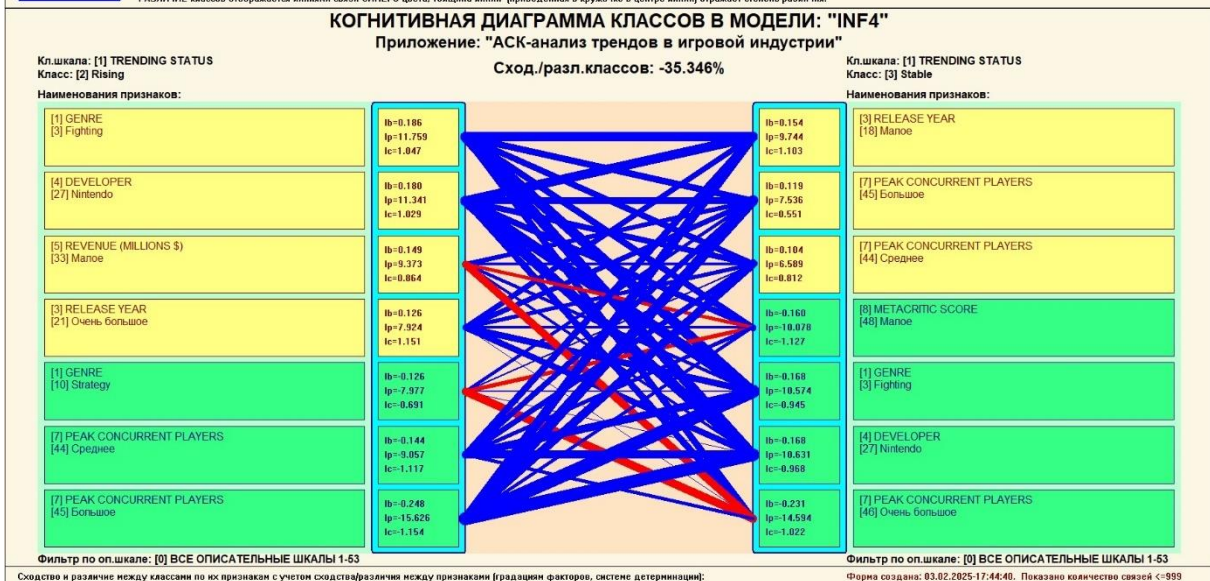 КОГНИТИВНАЯ ДИАГРАММА КЛАССОВ В МОДЕЛИ: "INF4"
Приложение: "АСК-анализ трендов в игровой индустрии"
Сход./разл.классов: -35.346%
Кл.шкала: [1] TRENDING STATUS
Класс: [2] Rising
Наименования признаков:
[1] GENRE
[3] Fighting
Ib=0.186
Ip=11.759
Ic=1.047
[4] DEVELOPER
[27] Nintendo
Ib=0.180
Ip=11.341
Ic=1.029
[5] REVENUE (MILLIONS $)
[33] Малое
Ib=0.149
Ip=9.373
Ic=0.864
[3] RELEASE YEAR
[21] Очень большое
Ib=0.126
Ip=7.924
Ic=1.151
[1] GENRE
[10] Strategy
Ib=-0.126
Ip=-7.977
Ic=-0.691
[7] PEAK CONCURRENT PLAYERS
[44] Среднее
Ib=-0.144
Ip=-9.057
Ic=-1.117
[7] PEAK CONCURRENT PLAYERS
[45] Большое
Ib=-0.248
Ip=-15.626
Ic=-1.154
Фильтр по оп.шкале: [0] ВСЕ ОПИСАТЕЛЬНЫЕ ШКАЛЫ 1-53
Кл.шкала: [1] TRENDING STATUS
Класс: [3] Stable
Наименования признаков:
Ib=0.154
Ip=9.744
Ic=1.103
[3] RELEASE YEAR
[18] Малое
Ib=0.119
Ip=7.536
Ic=0.551
[7] PEAK CONCURRENT PLAYERS
[45] Большое
Ib=0.104
Ip=6.589
Ic=0.812
[7] PEAK CONCURRENT PLAYERS
[44] Среднее
Ib=-0.160
Ip=-10.078
Ic=-1.127
[8] METACRITIC SCORE
[48] Малое
Ib=-0.168
Ip=-10.574
Ic=-0.945
[1] GENRE
[3] Fighting
Ib=-0.168
Ip=-10.631
Ic=-0.968
[4] DEVELOPER
[27] Nintendo
Ib=-0.231
Ip=-14.594
Ic=-1.022
[7] PEAK CONCURRENT PLAYERS
[46] Очень большое
Фильтр по оп.шкале: [0] ВСЕ ОПИСАТЕЛЬНЫЕ ШКАЛЫ 1-53
Сходство и различие между классами по их признакам с учетом сходства/различия между признаками (градациям факторов, системе детерминации):
Форма создана: 03.02.2025-17:44:40. Показано количество связей <=999